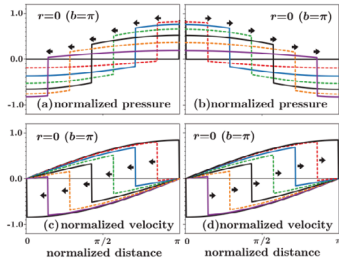 1.0
r=0 (b=π)
r=0 (b=π)
0.0
-1.0
(a)normalized pressure
(b)normalized pressure
1.0
r=0 (b=π)
r=0 (b=π)
0.0
-1.0
(c)normalized velocity
(d)normalized velocity
0 π/2 π 0 π/2 π
normalized distance normalized distance